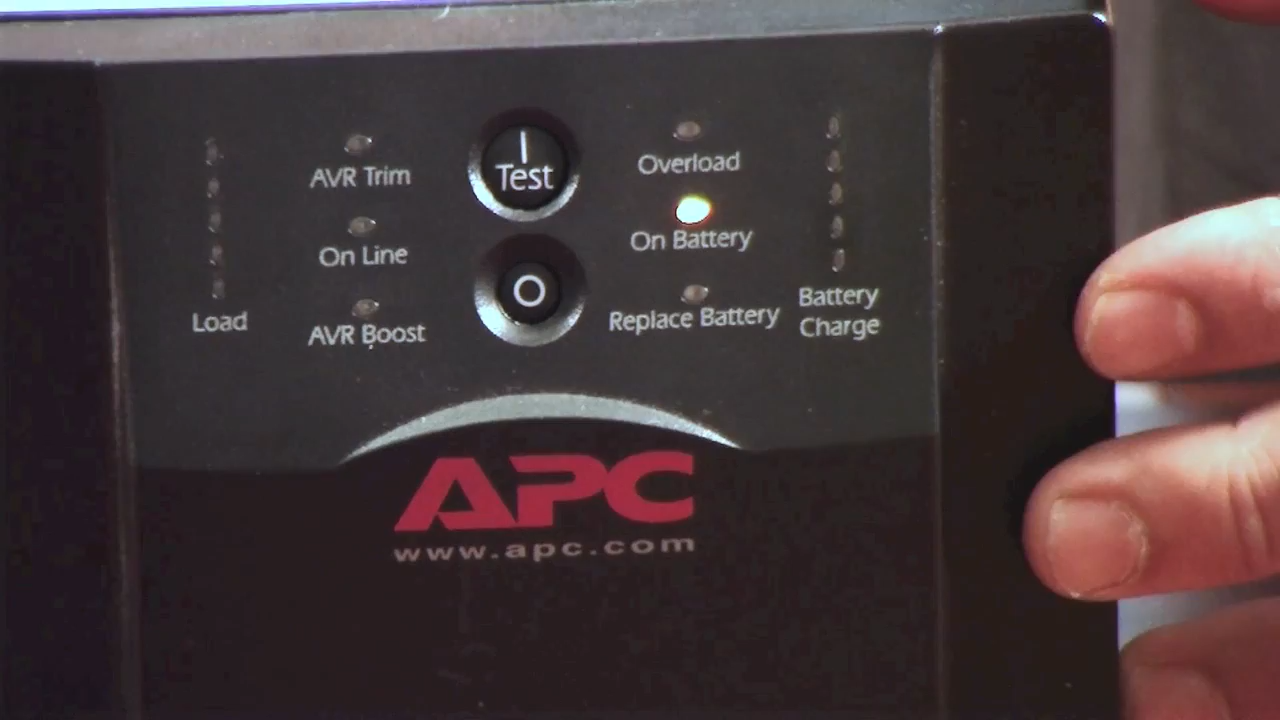 AVR Trim
On Line
AVR Boost
Load
I
Test
O
Overload
On Battery
Replace Battery
Battery
Charge
APC
www.apc.com